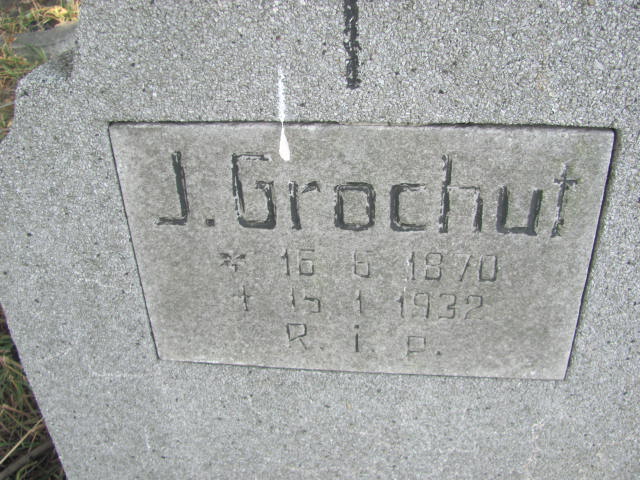 J. Grochut
* 16 6 1870
† 15 1 1932
R. i. p.